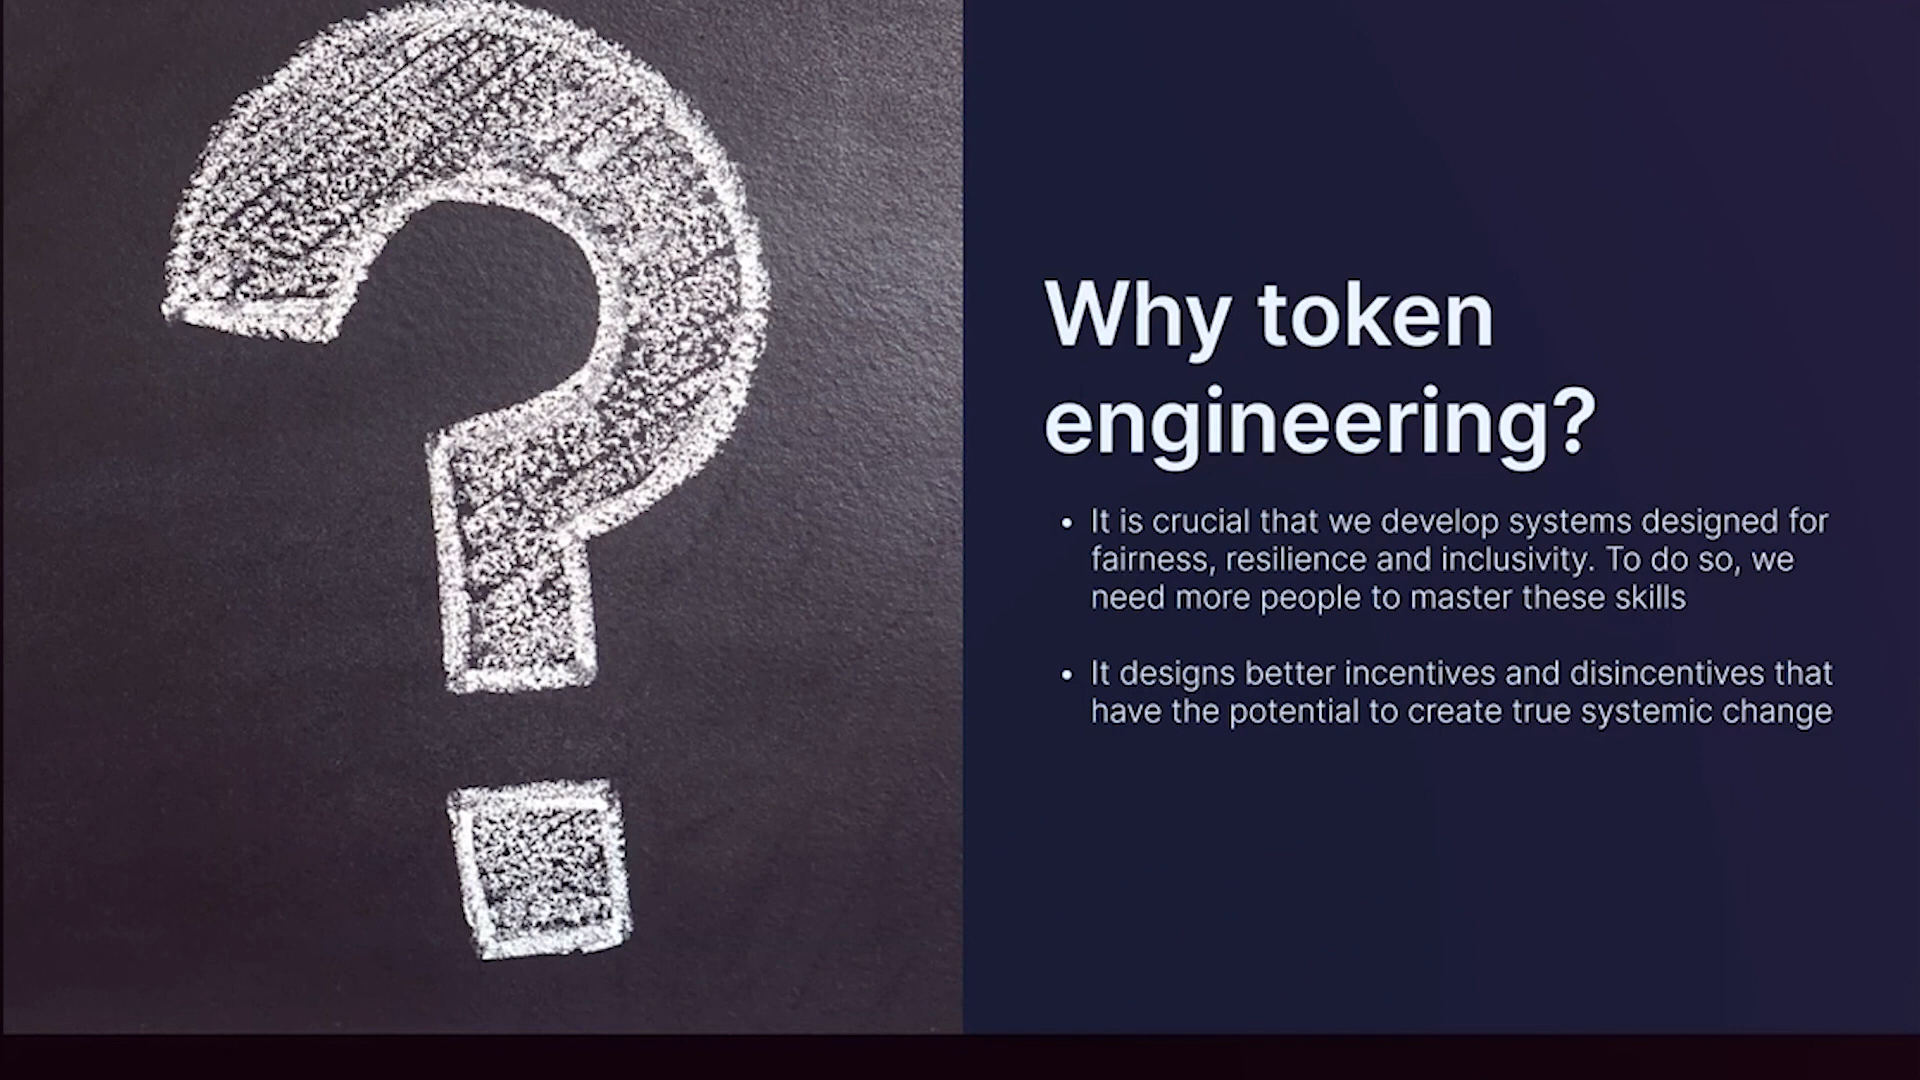 Why token
engineering?
• It is crucial that we develop systems designed for
fairness, resilience and inclusivity. To do so, we
need more people to master these skills
• It designs better incentives and disincentives that
have the potential to create true systemic change